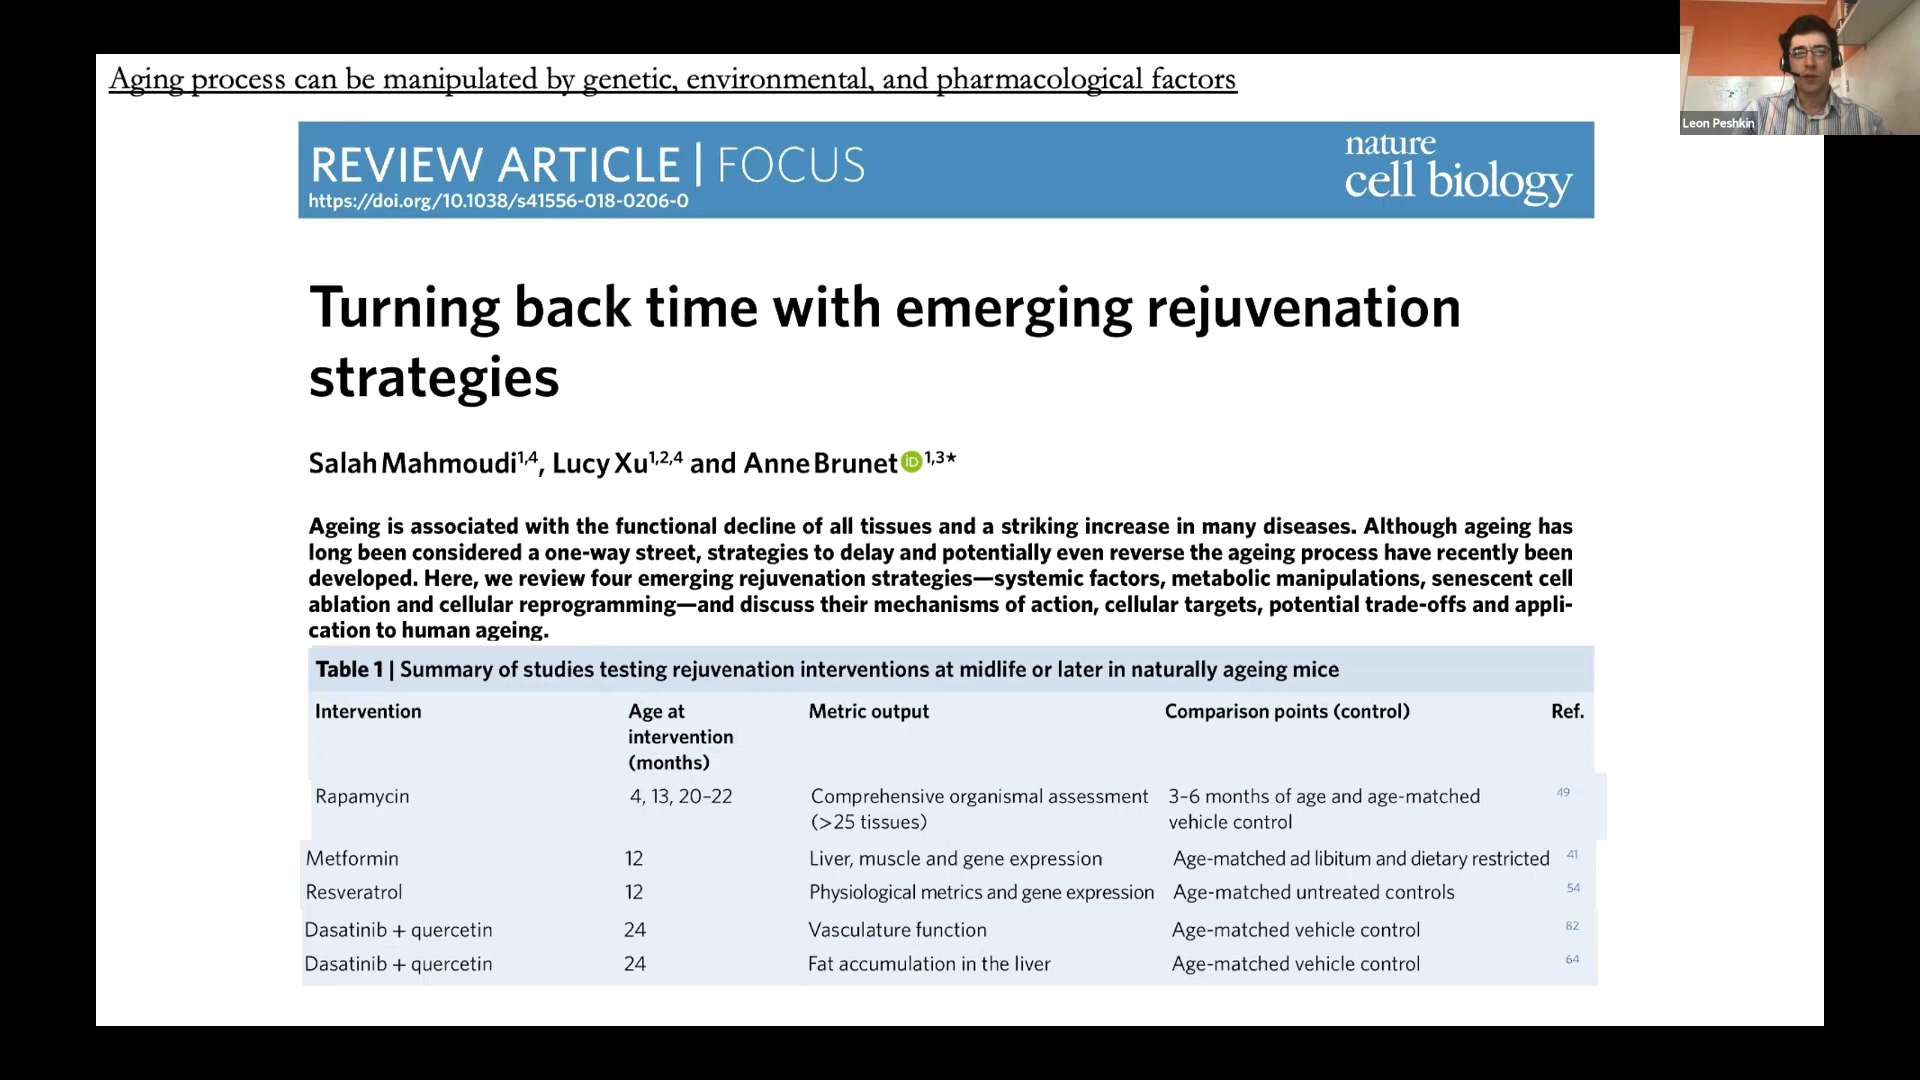 Aging process can be manipulated by genetic, environmental, and pharmacological factors
Leon Peshkin
REVIEW ARTICLE | FOCUS
https://doi.org/10.1038/s41556-018-0206-0
nature
cell biology
Turning back time with emerging rejuvenation
strategies
Salah Mahmoudi1,4, Lucy Xu1,2,4 and Anne Brunet iD 1,3★
Ageing is associated with the functional decline of all tissues and a striking increase in many diseases. Although ageing has
long been considered a one-way street, strategies to delay and potentially even reverse the ageing process have recently been
developed. Here, we review four emerging rejuvenation strategies—systemic factors, metabolic manipulations, senescent cell
ablation and cellular reprogramming—and discuss their mechanisms of action, cellular targets, potential trade-offs and appli-
cation to human ageing.
Table 1 | Summary of studies testing rejuvenation interventions at midlife or later in naturally ageing mice
Intervention Age at Metric output Comparison points (control) Ref.
intervention
(months)
Rapamycin 4, 13, 20–22 Comprehensive organismal assessment 3–6 months of age and age-matched 49
(>25 tissues) vehicle control
Metformin 12 Liver, muscle and gene expression Age-matched ad libitum and dietary restricted 41
Resveratrol 12 Physiological metrics and gene expression Age-matched untreated controls 54
Dasatinib + quercetin 24 Vasculature function Age-matched vehicle control 82
Dasatinib + quercetin 24 Fat accumulation in the liver Age-matched vehicle control 64